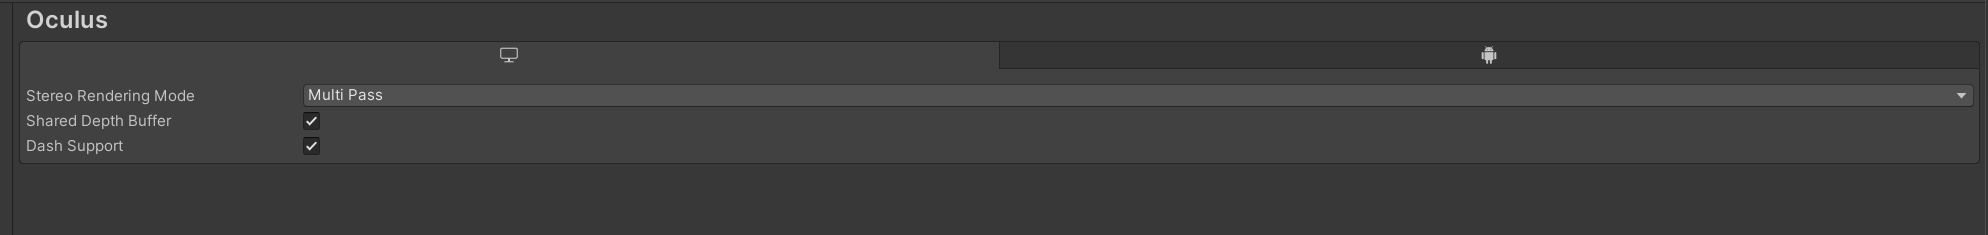 Oculus
Stereo Rendering Mode Multi Pass
Shared Depth Buffer
Dash Support